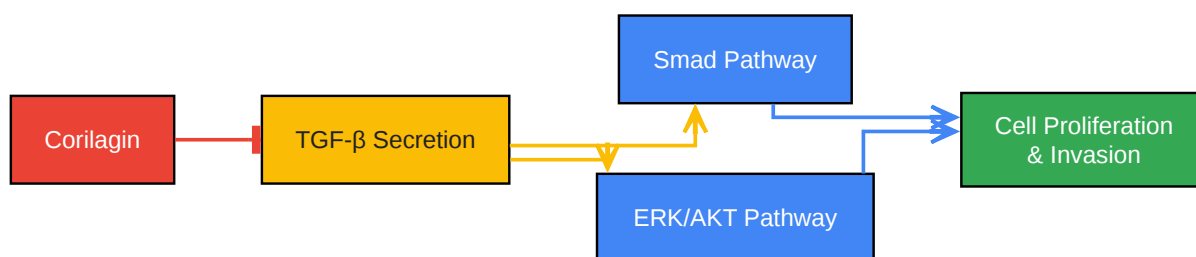 Corilagin
TGF-β Secretion
Smad Pathway
ERK/AKT Pathway
Cell Proliferation
& Invasion